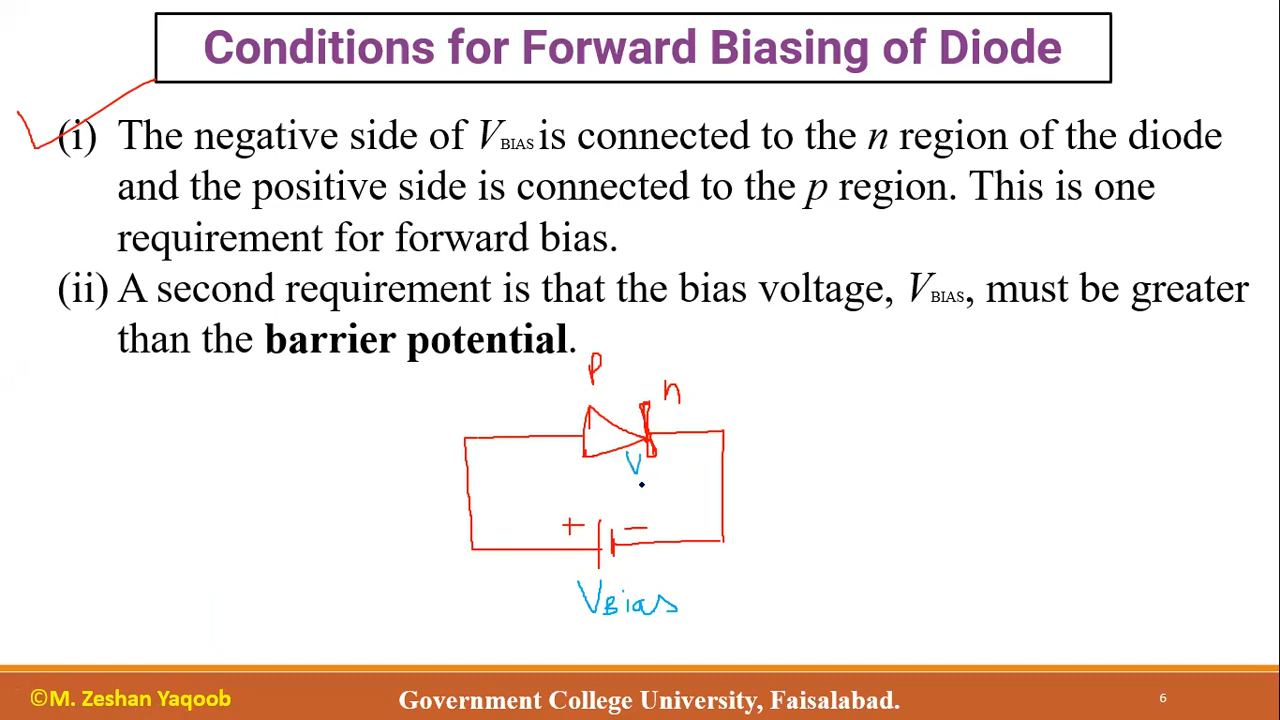 Conditions for Forward Biasing of Diode
(i) The negative side of VBIAS is connected to the n region of the diode
and the positive side is connected to the p region. This is one
requirement for forward bias.
(ii) A second requirement is that the bias voltage, VBIAS, must be greater
than the barrier potential.
P
n
V
+ −
VBias
©M. Zeshan Yaqoob
Government College University, Faisalabad.
6